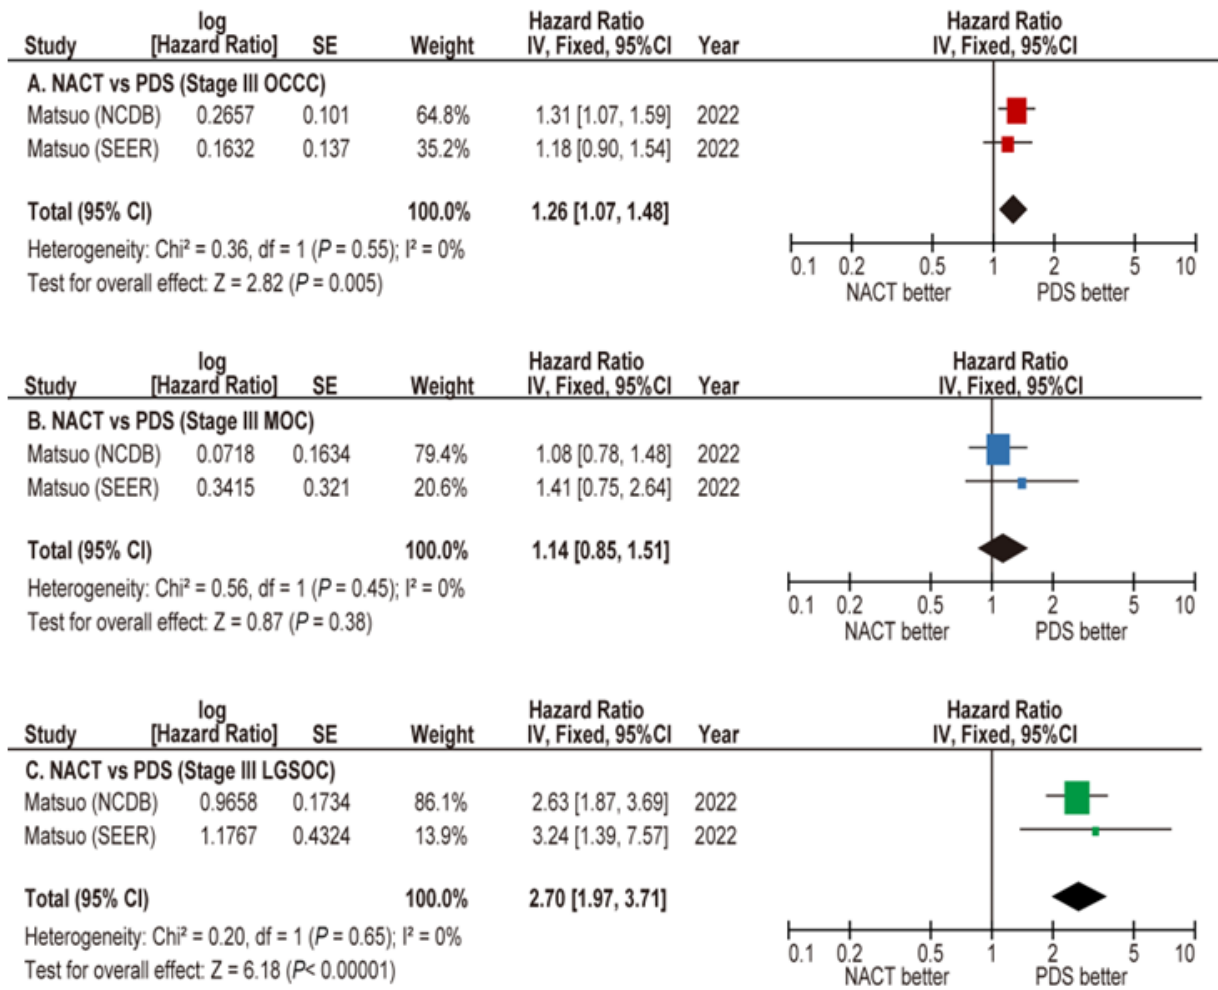 log Hazard Ratio Hazard Ratio
Study [Hazard Ratio] SE Weight IV, Fixed, 95%CI Year IV, Fixed, 95%CI
A. NACT vs PDS (Stage III OCCC)
Matsuo (NCDB) 0.2657 0.101 64.8% 1.31 [1.07, 1.59] 2022
Matsuo (SEER) 0.1632 0.137 35.2% 1.18 [0.90, 1.54] 2022
Total (95% CI) 100.0% 1.26 [1.07, 1.48]
Heterogeneity: Chi² = 0.36, df = 1 (P = 0.55); I² = 0%
Test for overall effect: Z = 2.82 (P = 0.005)
0.1 0.2 0.5 1 2 5 10
NACT better PDS better
log Hazard Ratio Hazard Ratio
Study [Hazard Ratio] SE Weight IV, Fixed, 95%CI Year IV, Fixed, 95%CI
B. NACT vs PDS (Stage III MOC)
Matsuo (NCDB) 0.0718 0.1634 79.4% 1.08 [0.78, 1.48] 2022
Matsuo (SEER) 0.3415 0.321 20.6% 1.41 [0.75, 2.64] 2022
Total (95% CI) 100.0% 1.14 [0.85, 1.51]
Heterogeneity: Chi² = 0.56, df = 1 (P = 0.45); I² = 0%
Test for overall effect: Z = 0.87 (P = 0.38)
0.1 0.2 0.5 1 2 5 10
NACT better PDS better
log Hazard Ratio Hazard Ratio
Study [Hazard Ratio] SE Weight IV, Fixed, 95%CI Year IV, Fixed, 95%CI
C. NACT vs PDS (Stage III LGSOC)
Matsuo (NCDB) 0.9658 0.1734 86.1% 2.63 [1.87, 3.69] 2022
Matsuo (SEER) 1.1767 0.4324 13.9% 3.24 [1.39, 7.57] 2022
Total (95% CI) 100.0% 2.70 [1.97, 3.71]
Heterogeneity: Chi² = 0.20, df = 1 (P = 0.65); I² = 0%
Test for overall effect: Z = 6.18 (P< 0.00001)
0.1 0.2 0.5 1 2 5 10
NACT better PDS better